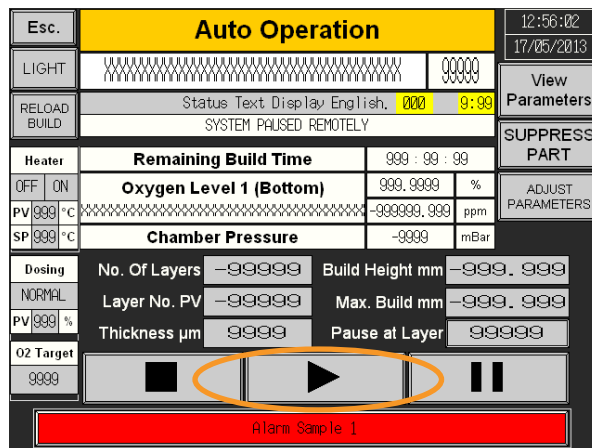 Esc.
Auto Operation
12:56:02
17/05/2013
LIGHT
XXXXXXXXXXXXXXXXXXXXXXXXXXXXXX
99999
View
Parameters
RELOAD
BUILD
Status Text Display English.
000
9:99
SYSTEM PAUSED REMOTELY
SUPPRESS
PART
Heater
Remaining Build Time
999 : 99 : 99
OFF
ON
Oxygen Level 1 (Bottom)
999.9999
%
ADJUST
PARAMETERS
PV 999 °C
XXXXXXXXXXXXXXXXXXXXXXXXXXXXXXXXXXXXXXXX
-999999.999
ppm
SP 999 °C
Chamber Pressure
-9999
mBar
Dosing
No. Of Layers
-99999
Build Height mm
-999.999
NORMAL
Layer No. PV
-99999
Max. Build mm
-999.999
PV 999 %
Thickness µm
9999
Pause at Layer
99999
O2 Target
9999
Alarm Sample 1